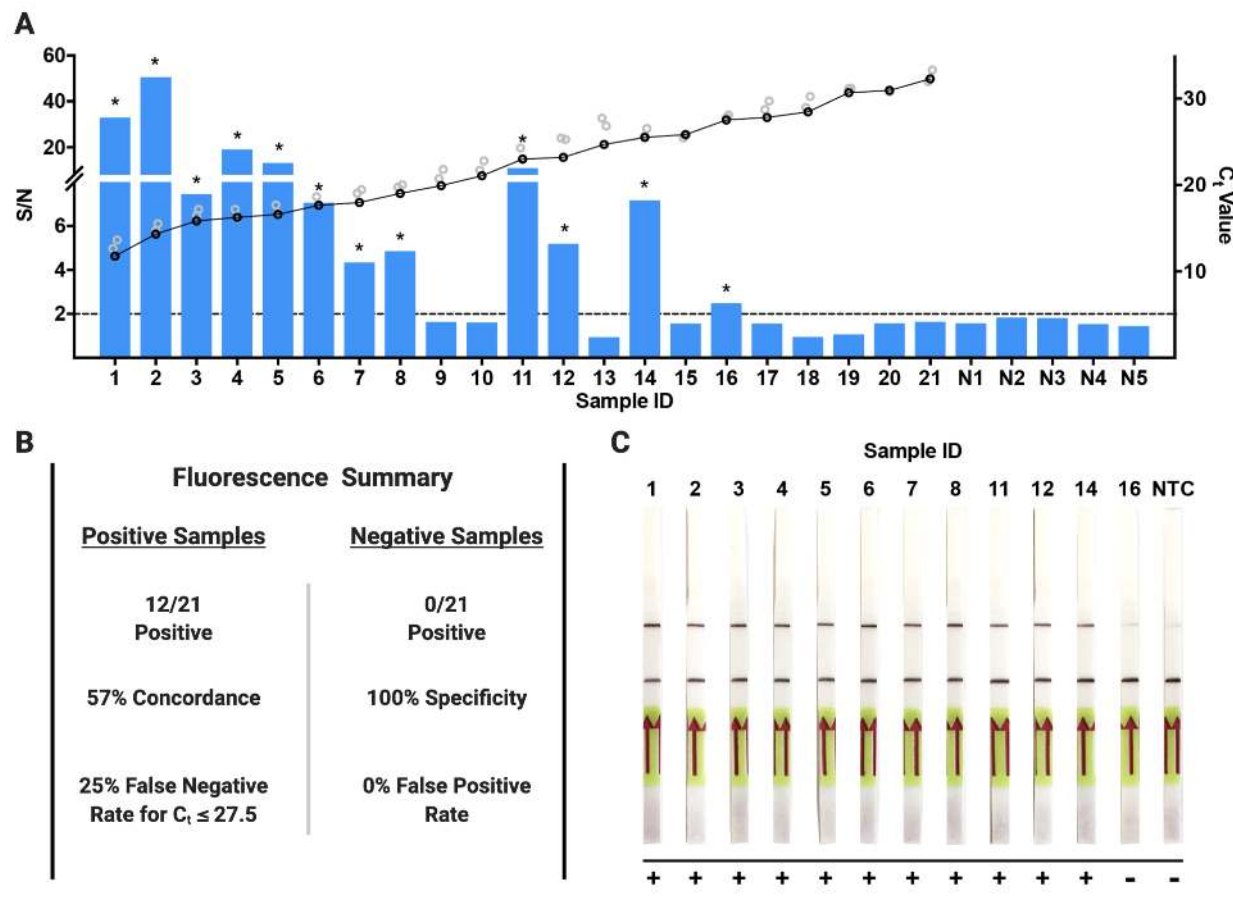 A
60
40
20
6
4
2
S/N
30
20
10
Ct Value
* * * * * * * * * * * *
1 2 3 4 5 6 7 8 9 10 11 12 13 14 15 16 17 18 19 20 21 N1 N2 N3 N4 N5
Sample ID
B
Fluorescence Summary
Positive Samples
12/21
Positive
57% Concordance
25% False Negative
Rate for Ct ≤ 27.5
Negative Samples
0/21
Positive
100% Specificity
0% False Positive
Rate
C
Sample ID
1 2 3 4 5 6 7 8 11 12 14 16 NTC
+ + + + + + + + + + + - -